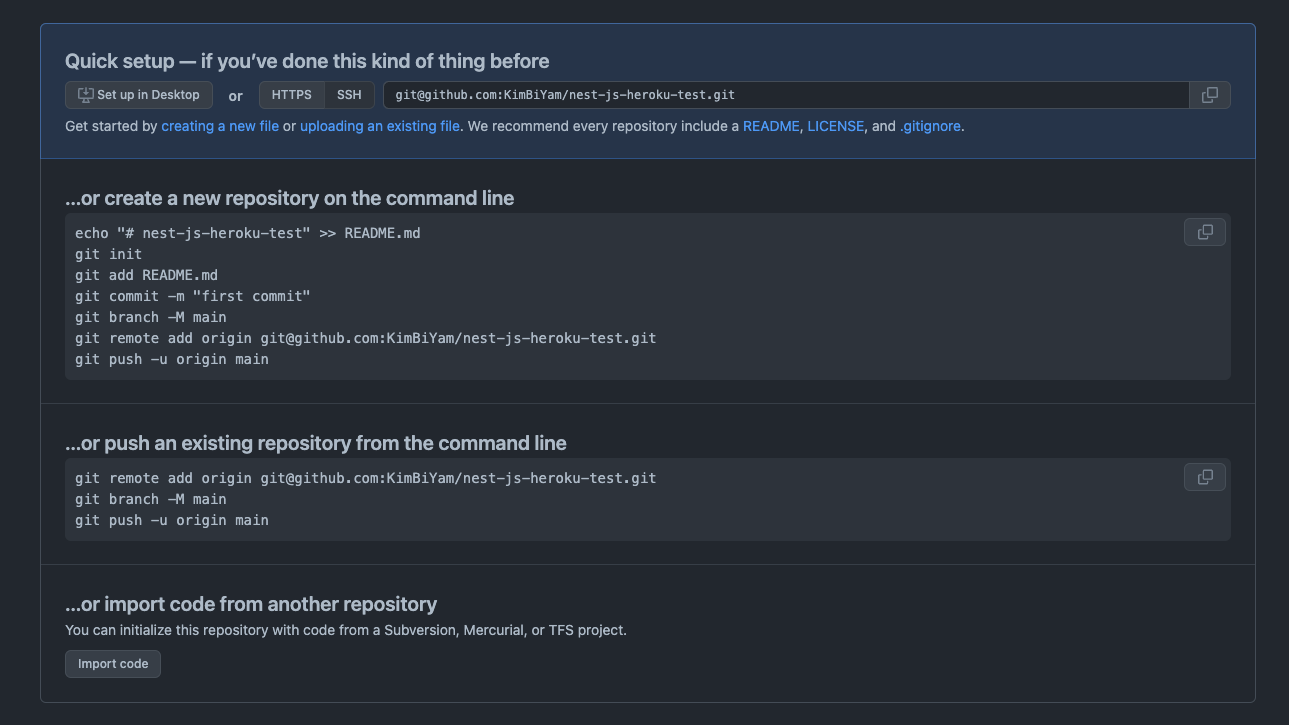 Quick setup — if you’ve done this kind of thing before
Set up in Desktop or HTTPS SSH git@github.com:KimBiYam/nest-js-heroku-test.git
Get started by creating a new file or uploading an existing file. We recommend every repository include a README, LICENSE, and .gitignore.
...or create a new repository on the command line
echo "# nest-js-heroku-test" >> README.md
git init
git add README.md
git commit -m "first commit"
git branch -M main
git remote add origin git@github.com:KimBiYam/nest-js-heroku-test.git
git push -u origin main
...or push an existing repository from the command line
git remote add origin git@github.com:KimBiYam/nest-js-heroku-test.git
git branch -M main
git push -u origin main
...or import code from another repository
You can initialize this repository with code from a Subversion, Mercurial, or TFS project.
Import code